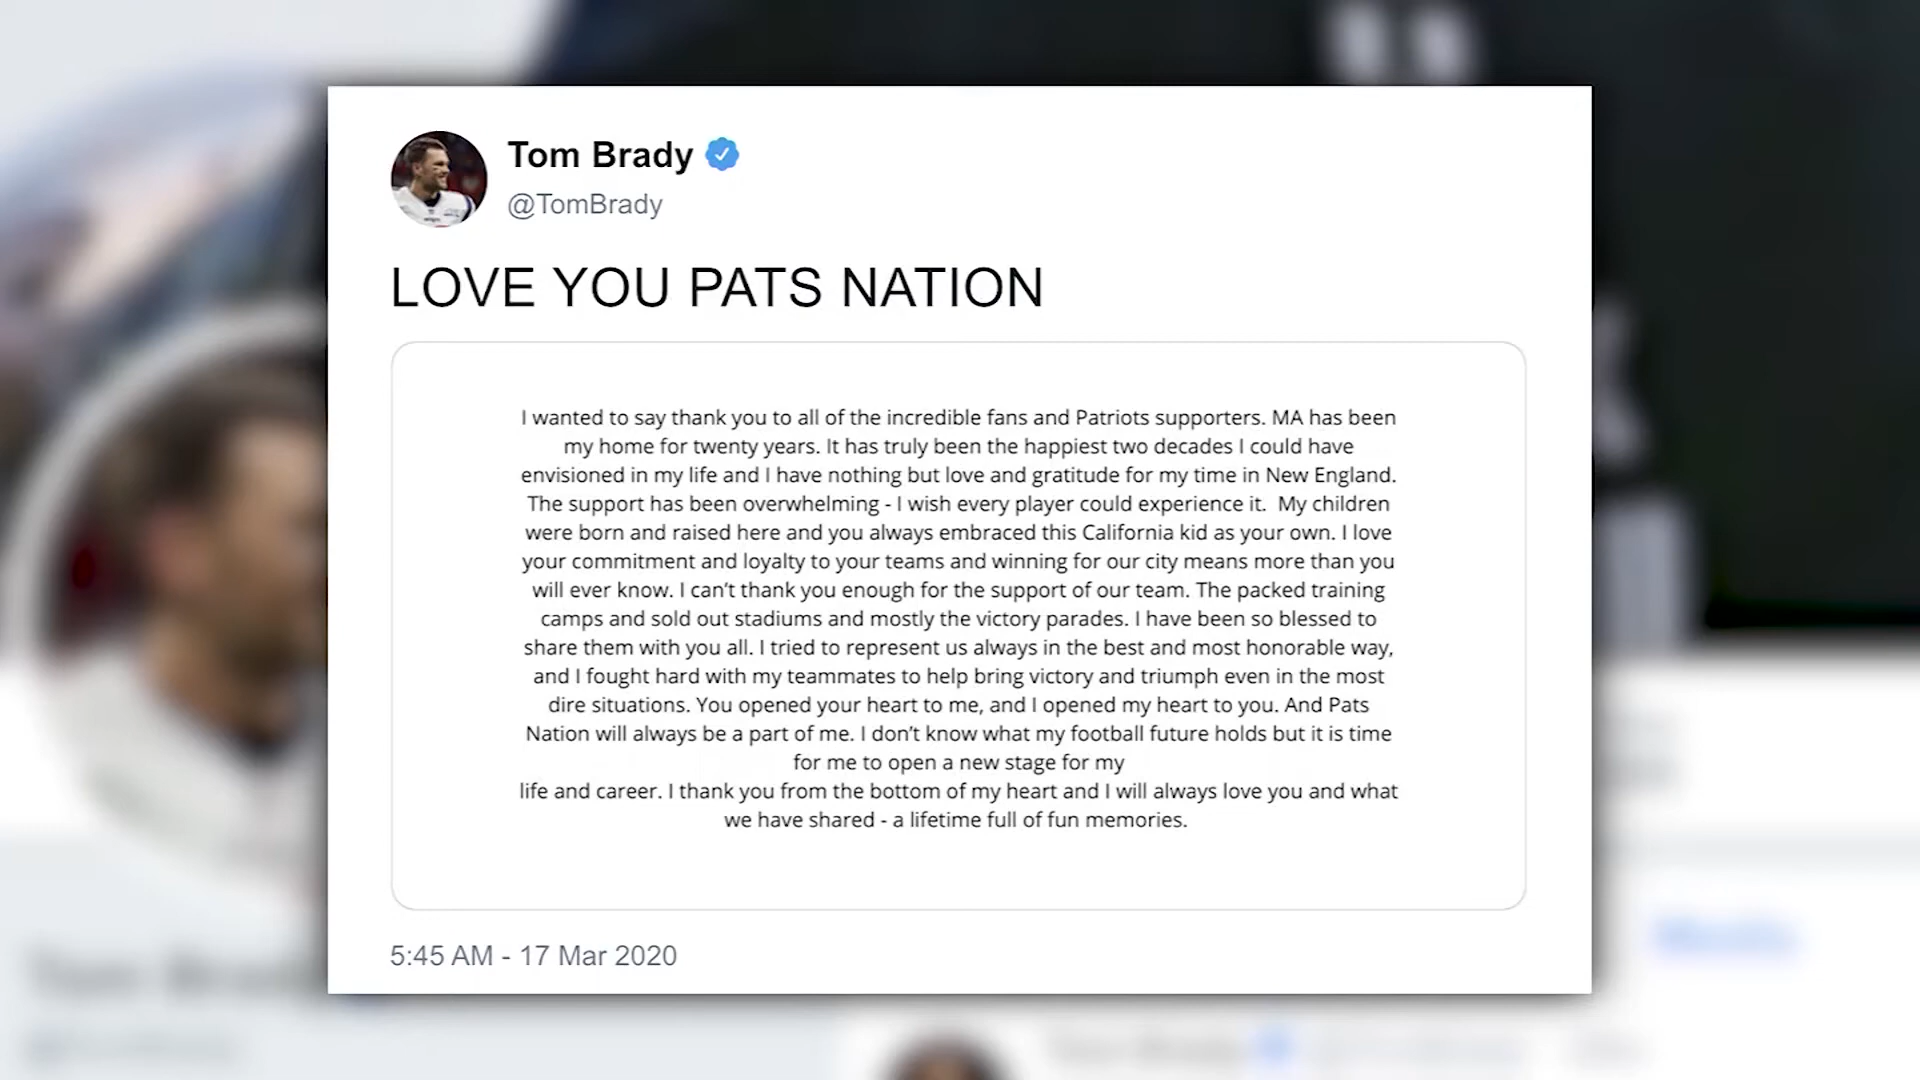 Tom Brady
@TomBrady
LOVE YOU PATS NATION
I wanted to say thank you to all of the incredible fans and Patriots supporters. MA has been
my home for twenty years. It has truly been the happiest two decades I could have
envisioned in my life and I have nothing but love and gratitude for my time in New England.
The support has been overwhelming - I wish every player could experience it.  My children
were born and raised here and you always embraced this California kid as your own. I love
your commitment and loyalty to your teams and winning for our city means more than you
will ever know. I can’t thank you enough for the support of our team. The packed training
camps and sold out stadiums and mostly the victory parades. I have been so blessed to
share them with you all. I tried to represent us always in the best and most honorable way,
and I fought hard with my teammates to help bring victory and triumph even in the most
dire situations. You opened your heart to me, and I opened my heart to you. And Pats
Nation will always be a part of me. I don’t know what my football future holds but it is time
for me to open a new stage for my
life and career. I thank you from the bottom of my heart and I will always love you and what
we have shared - a lifetime full of fun memories.
5:45 AM - 17 Mar 2020